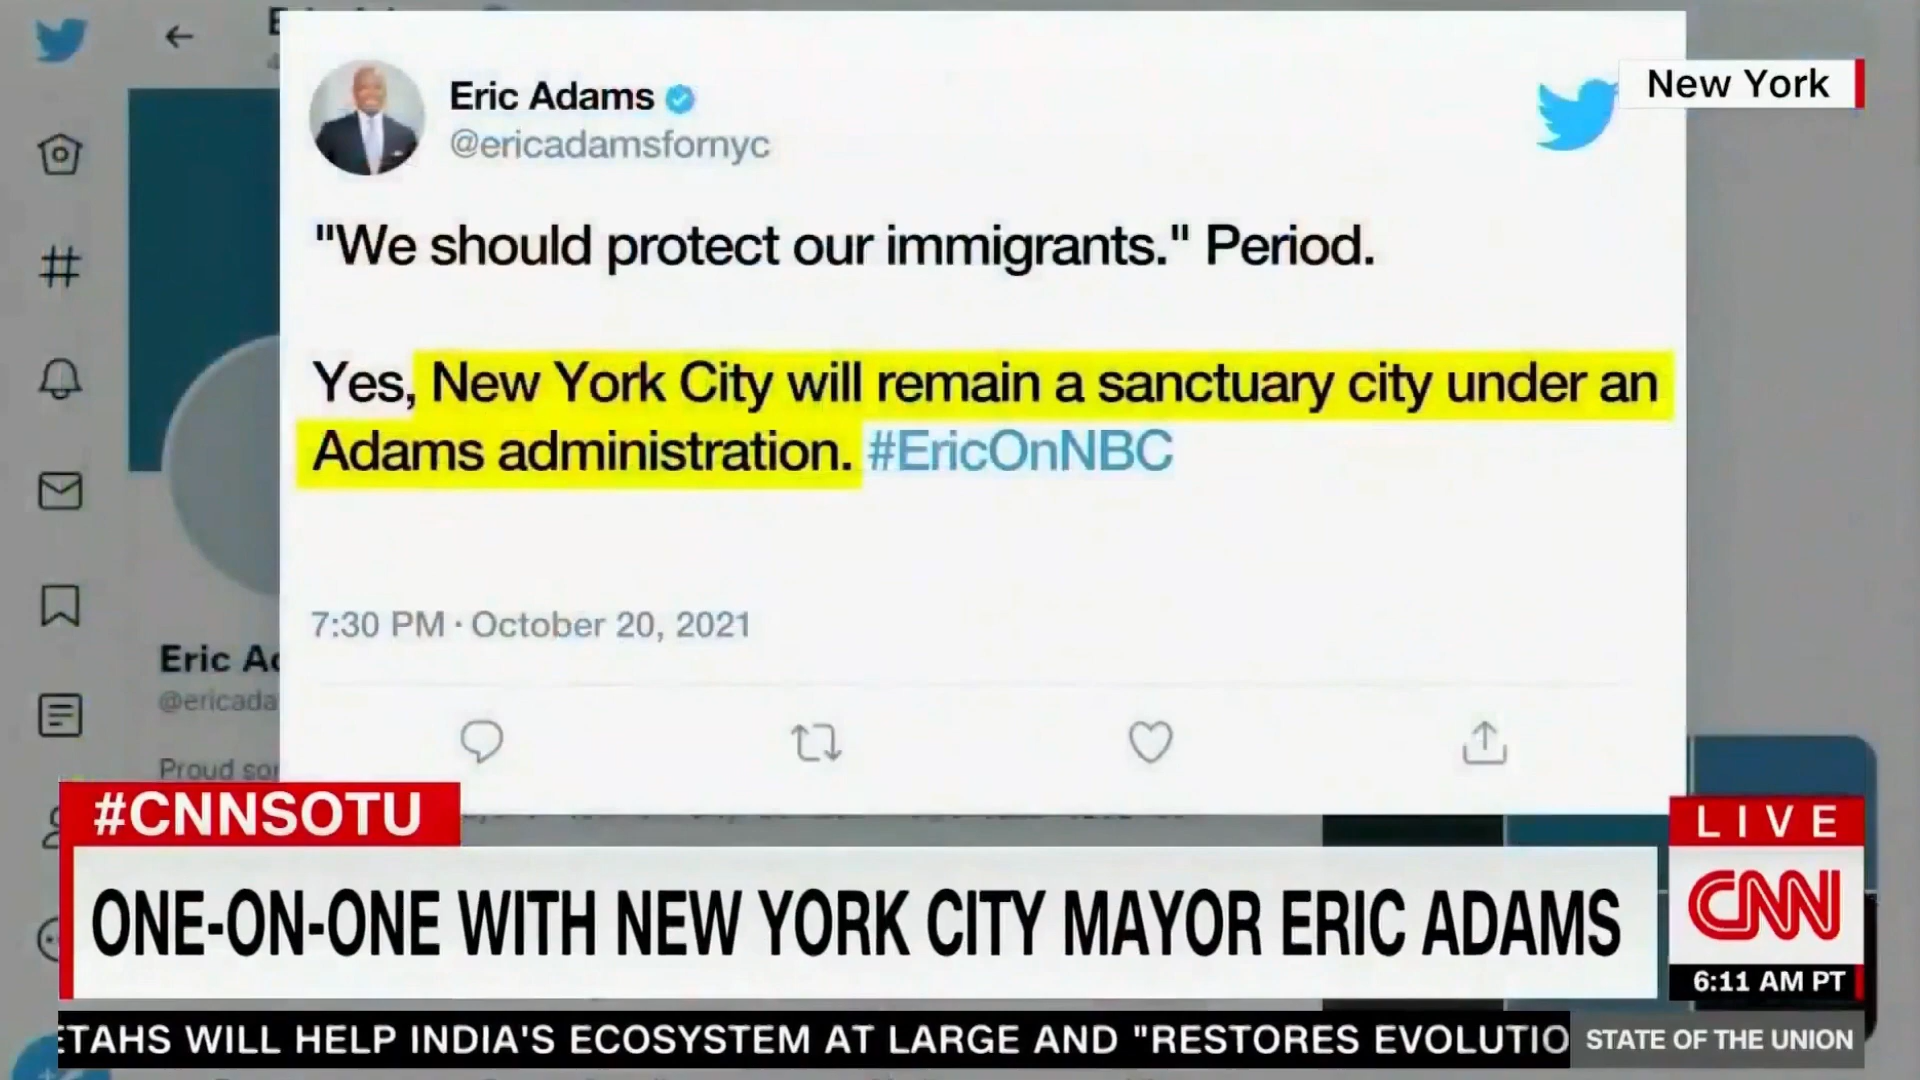 Eric Adams
@ericadamsfornyc
New York
"We should protect our immigrants." Period.
Yes, New York City will remain a sanctuary city under an
Adams administration. #EricOnNBC
7:30 PM · October 20, 2021
Eric Ad
@ericada
Proud so
#CNNSOTU
LIVE
ONE-ON-ONE WITH NEW YORK CITY MAYOR ERIC ADAMS
CNN
6:11 AM PT
ETAHS WILL HELP INDIA'S ECOSYSTEM AT LARGE AND "RESTORES EVOLUTIO
STATE OF THE UNION